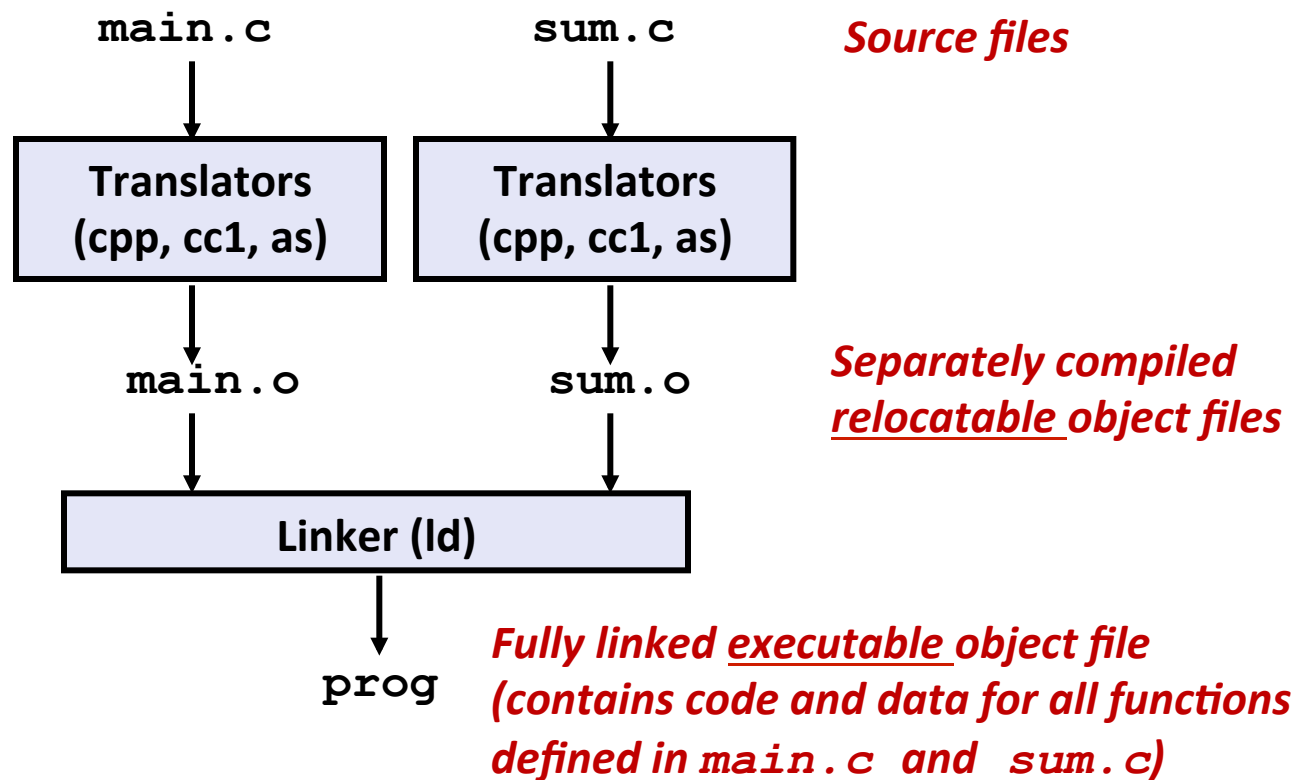 main.c
sum.c
Source files
Translators
(cpp, cc1, as)
Translators
(cpp, cc1, as)
main.o
sum.o
Separately compiled
relocatable object files
Linker (ld)
prog
Fully linked executable object file
(contains code and data for all functions
defined in main.c and sum.c)